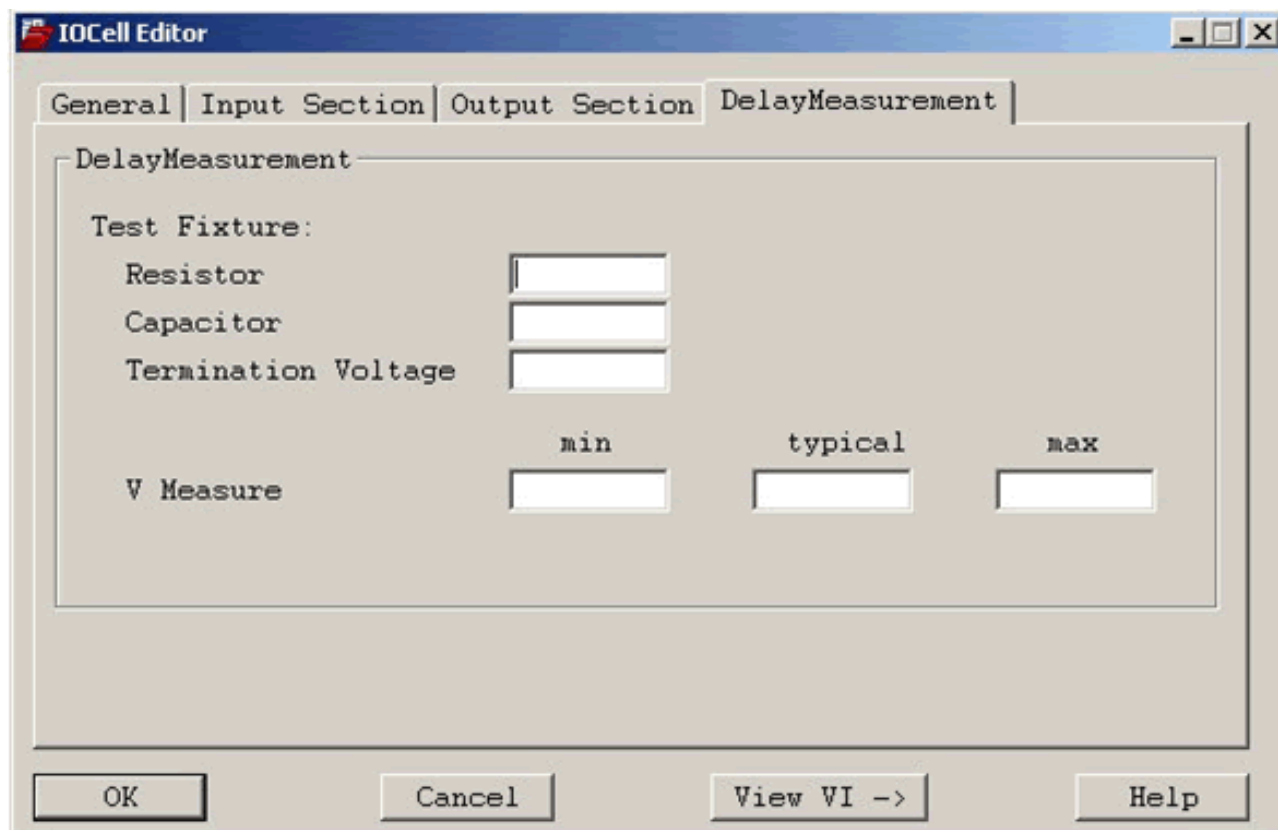 IOCell Editor
General Input Section Output Section DelayMeasurement
DelayMeasurement
Test Fixture:
Resistor
Capacitor
Termination Voltage
min typical max
V Measure
OK Cancel View VI -> Help